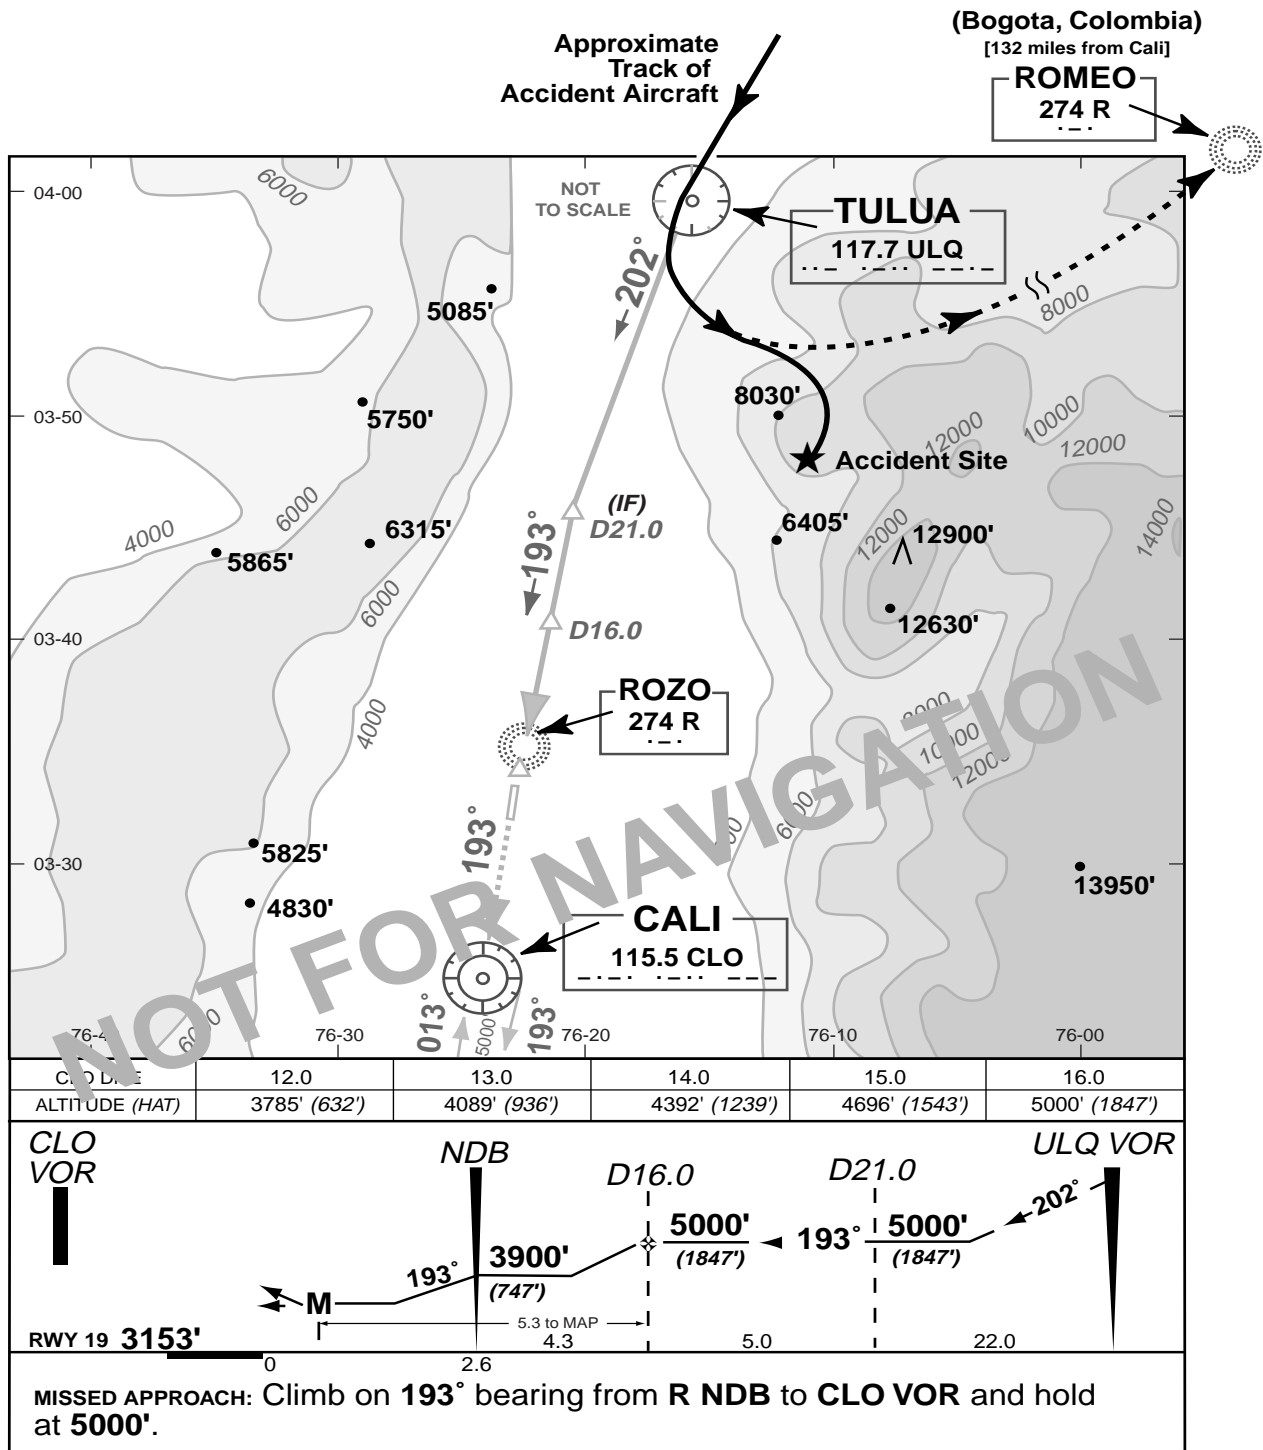 (Bogota, Colombia)
[132 miles from Cali]
ROMEO
274 R
Approximate
Track of
Accident Aircraft
NOT
TO SCALE
TULUA
117.7 ULQ
04-00
6000
202°
5085'
8000
03-50
5750'
8030'
12000
10000
12000
Accident Site
(IF)
D21.0
4000
6000
6315'
5865'
193°
6405'
12000
12900'
14000
6000
12630'
03-40
D16.0
ROZO
274 R
4000
8000
10000
12000
6000
193°
03-30
5825'
4830'
13950'
CALI
115.5 CLO
NOT FOR NAVIGATION
6000
013°
5000
193°
76-30
76-20
76-10
76-00
CLO DME 12.0 13.0 14.0 15.0 16.0
ALTITUDE (HAT) 3785' (632') 4089' (936') 4392' (1239') 4696' (1543') 5000' (1847')
CLO
VOR
NDB
D16.0
D21.0
ULQ VOR
202°
5000'
(1847')
193°
5000'
(1847')
3900'
(747')
193°
M
5.3 to MAP
RWY 19 3153'
4.3
5.0
22.0
0
2.6
MISSED APPROACH: Climb on 193° bearing from R NDB to CLO VOR and hold
at 5000'.